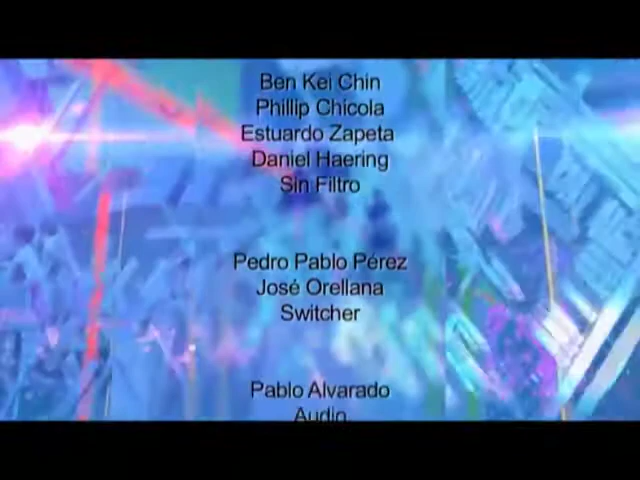 Ben Kei Chin
Phillip Chicola
Estuardo Zapeta
Daniel Haering
Sin Filtro
Pedro Pablo Pérez
José Orellana
Switcher
Pablo Alvarado
Audio